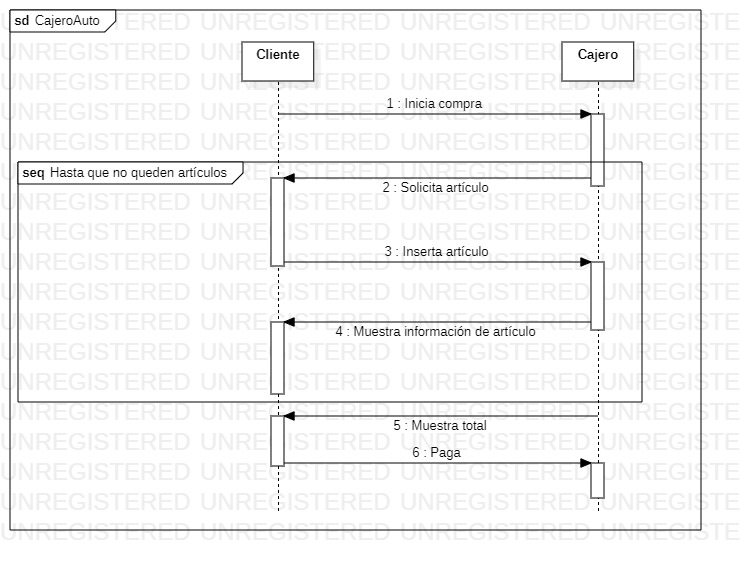 sd CajeroAuto
Cliente
Cajero
1 : Inicia compra
seq Hasta que no queden artículos
2 : Solicita artículo
3 : Inserta artículo
4 : Muestra información de artículo
5 : Muestra total
6 : Paga
UNREGISTERED UNREGISTERED UNREGISTERED UNREGISTE